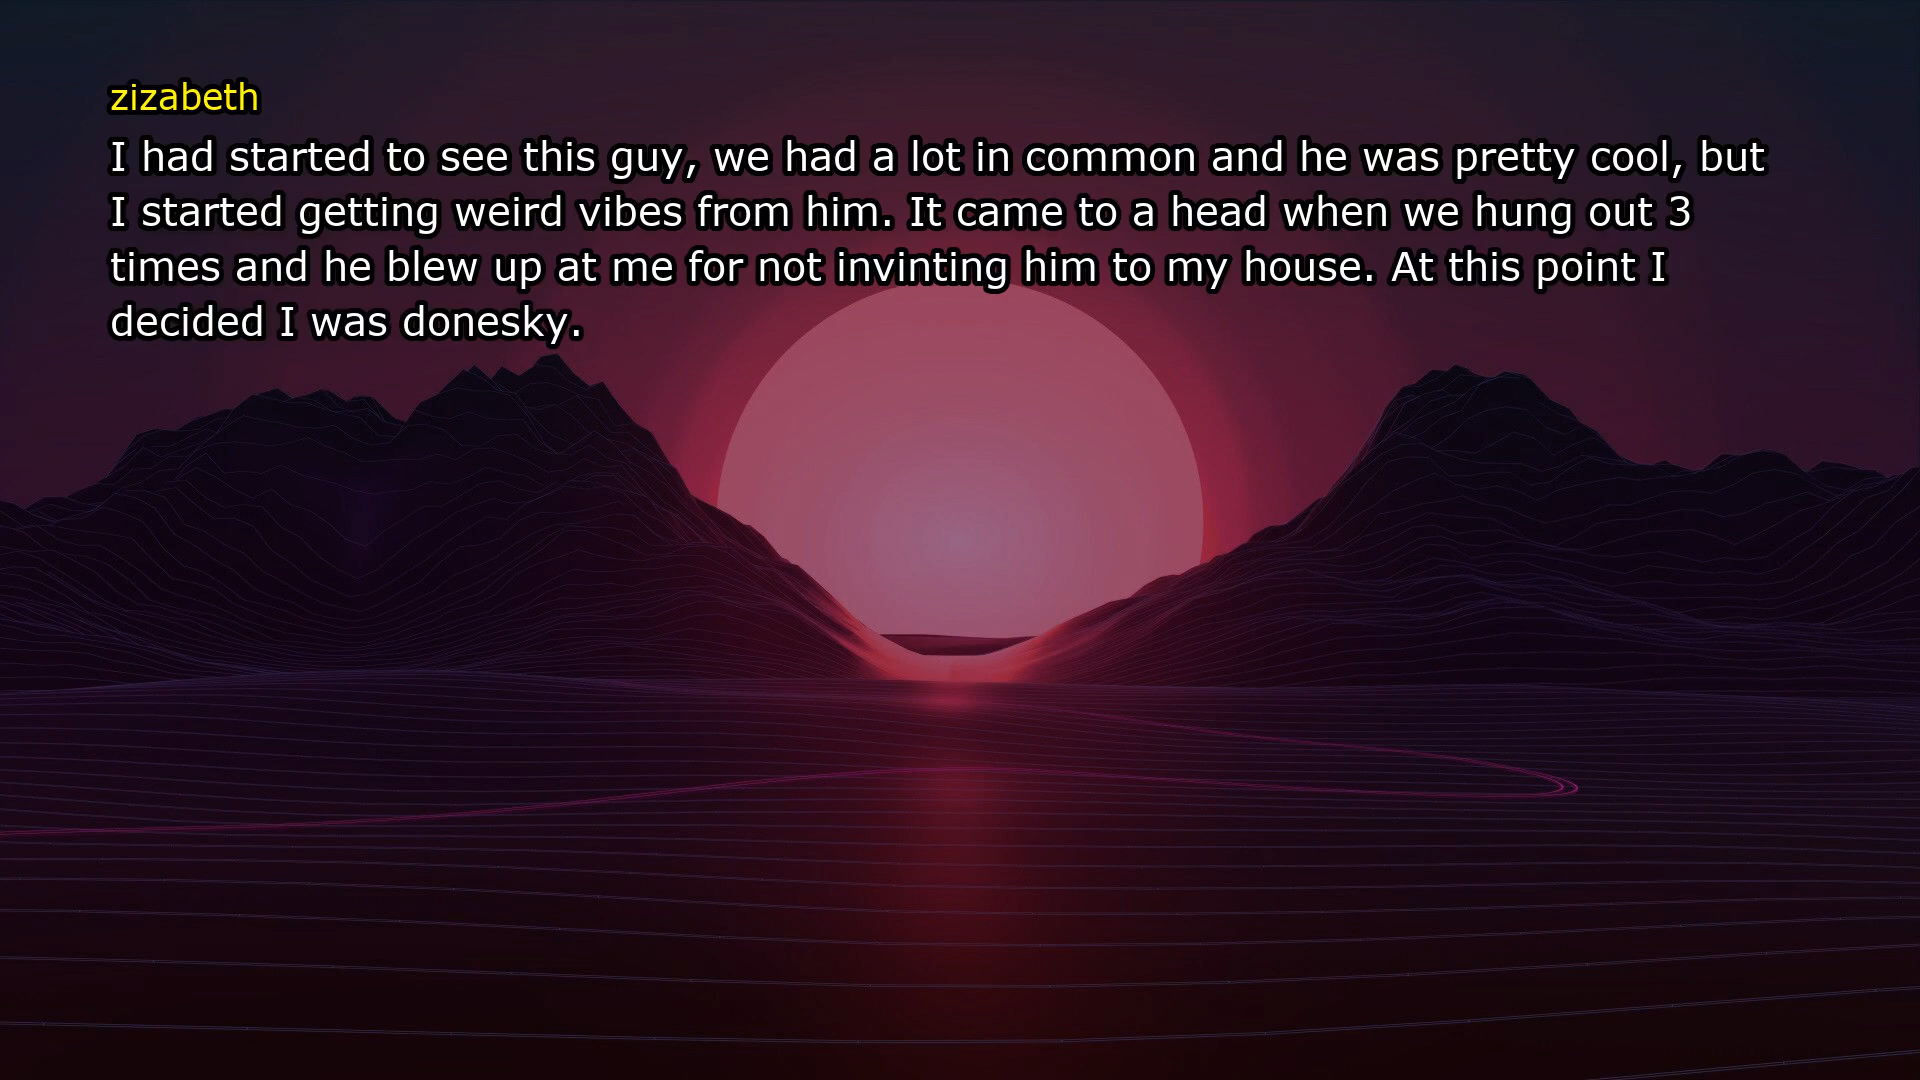 zizabeth
I had started to see this guy, we had a lot in common and he was pretty cool, but
I started getting weird vibes from him. It came to a head when we hung out 3
times and he blew up at me for not invinting him to my house. At this point I
decided I was donesky.